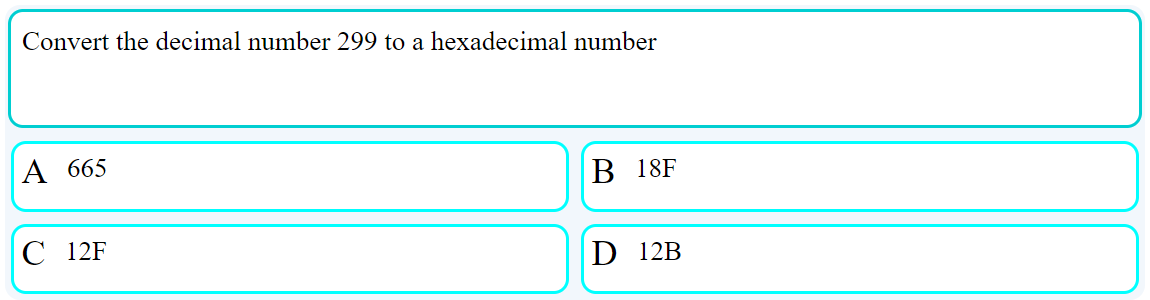 Convert the decimal number 299 to a hexadecimal number
A 665
B 18F
C 12F
D 12B